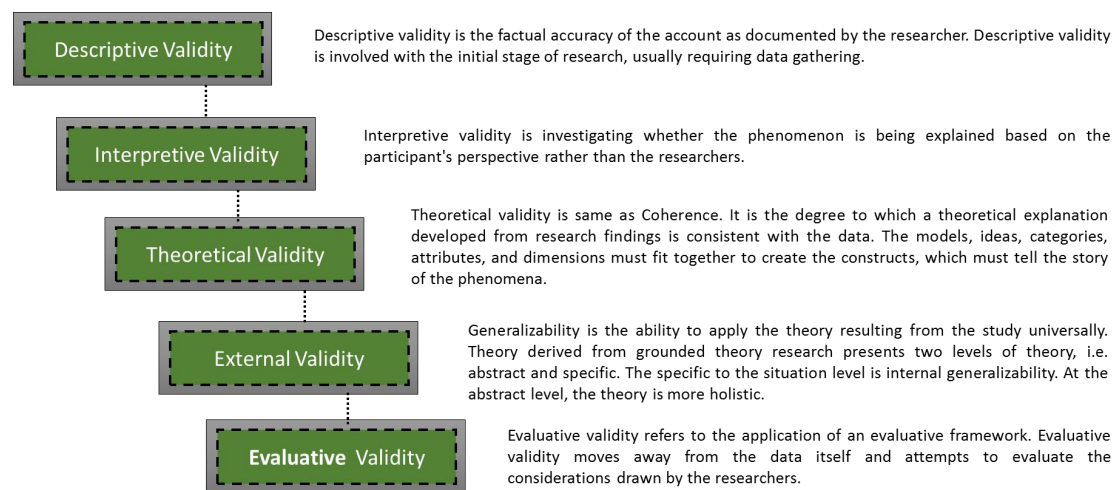 Descriptive Validity
Descriptive validity is the factual accuracy of the account as documented by the researcher. Descriptive validity
is involved with the initial stage of research, usually requiring data gathering.
Interpretive Validity
Interpretive validity is investigating whether the phenomenon is being explained based on the
participant's perspective rather than the researchers.
Theoretical Validity
Theoretical validity is same as Coherence. It is the degree to which a theoretical explanation
developed from research findings is consistent with the data. The models, ideas, categories,
attributes, and dimensions must fit together to create the constructs, which must tell the story
of the phenomena.
External Validity
Generalizability is the ability to apply the theory resulting from the study universally.
Theory derived from grounded theory research presents two levels of theory, i.e.
abstract and specific. The specific to the situation level is internal generalizability. At the
abstract level, the theory is more holistic.
Evaluative Validity
Evaluative validity refers to the application of an evaluative framework. Evaluative
validity moves away from the data itself and attempts to evaluate the
considerations drawn by the researchers.